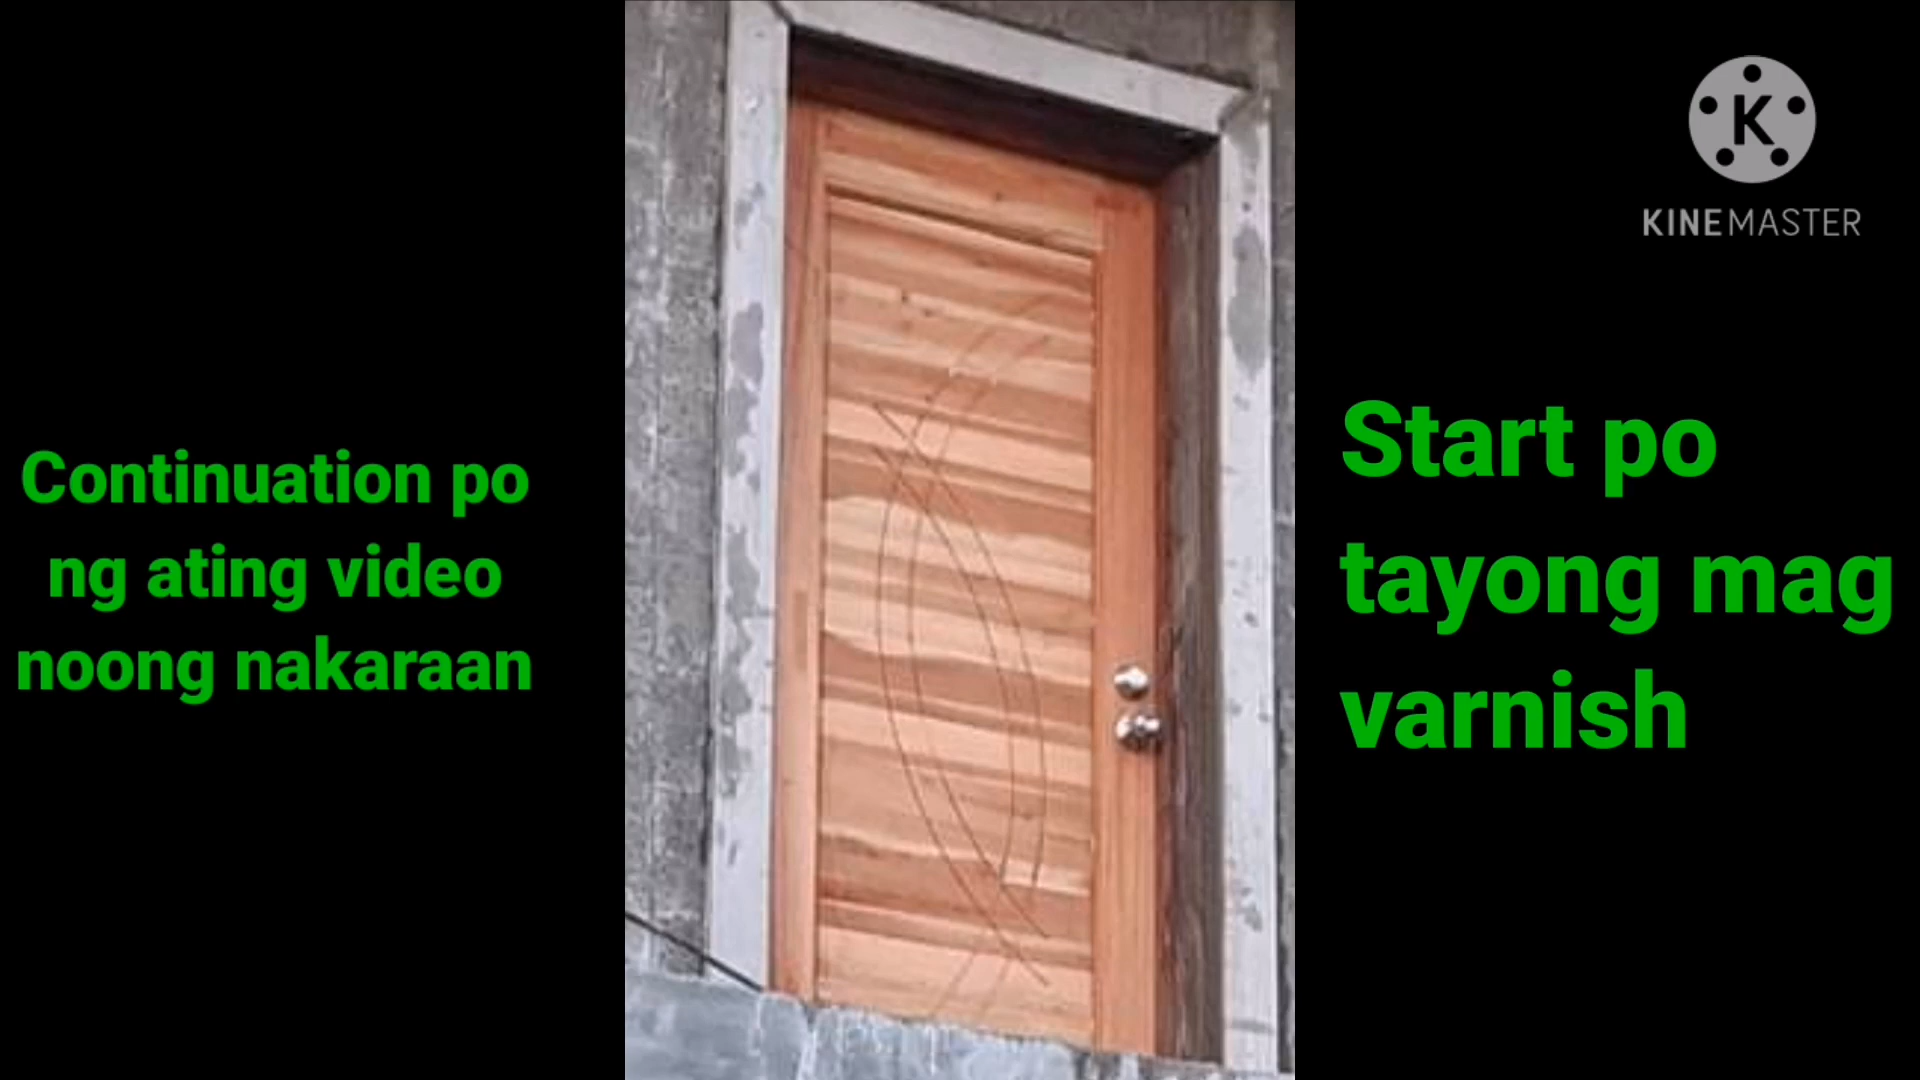 Continuation po
ng ating video
noong nakaraan
K
KINEMASTER
Start po
tayong mag
varnish